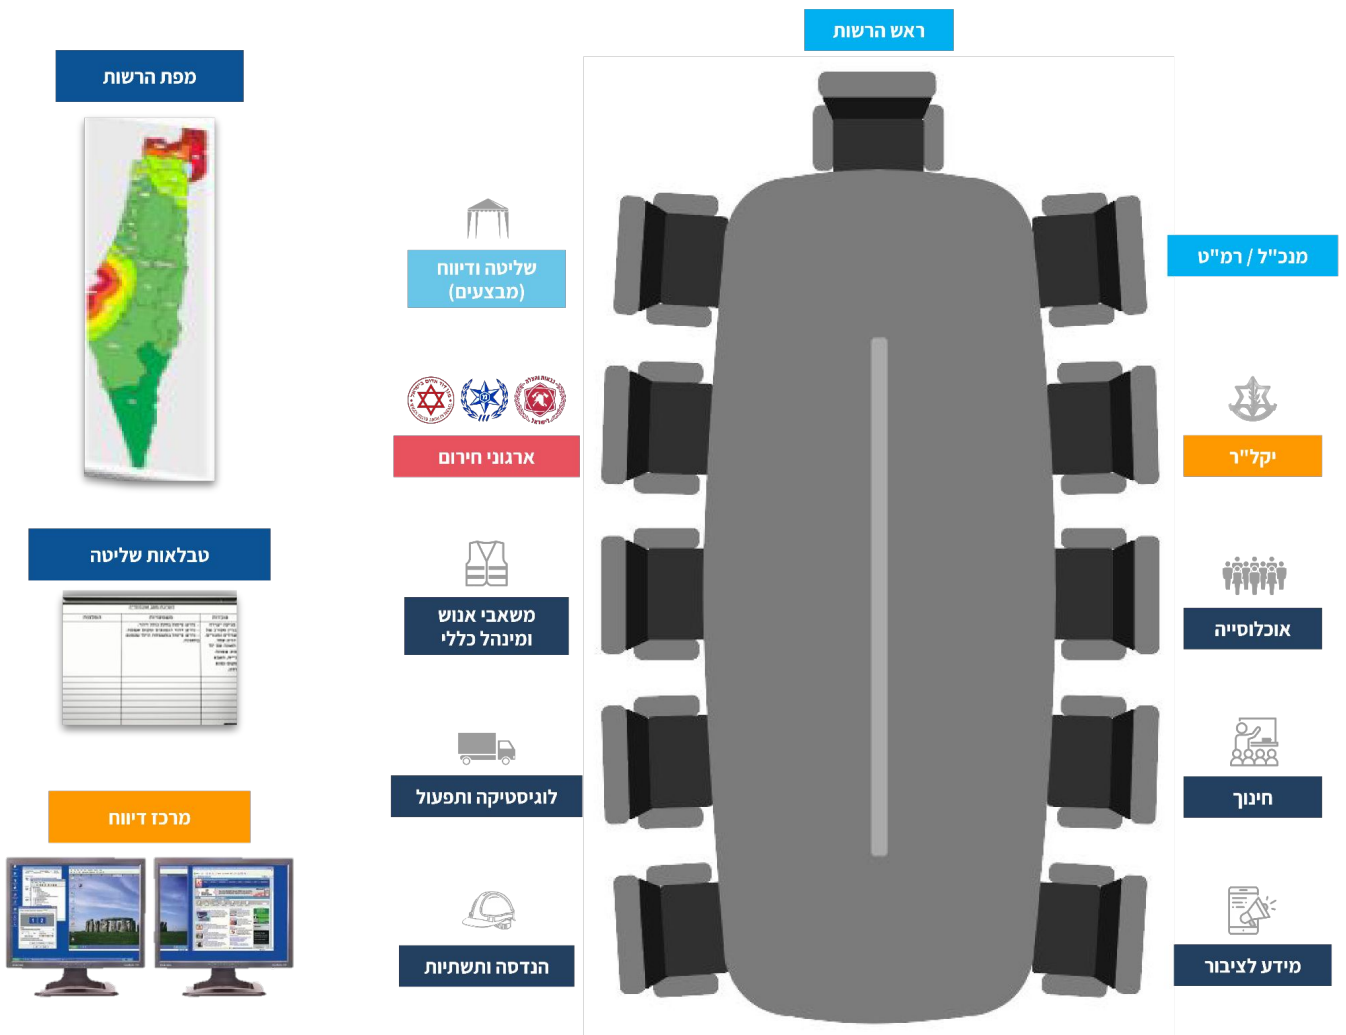 ראש הרשות
מפת הרשות
מנכ"ל / רמ"ט
שליטה ודיווח
(מבצעים)
יקל"ר
ארגוני חירום
אוכלוסייה
משאבי אנוש
ומינהל כללי
טבלאות שליטה
חינוך
לוגיסטיקה ותפעול
מרכז דיווח
מידע לציבור
הנדסה ותשתיות